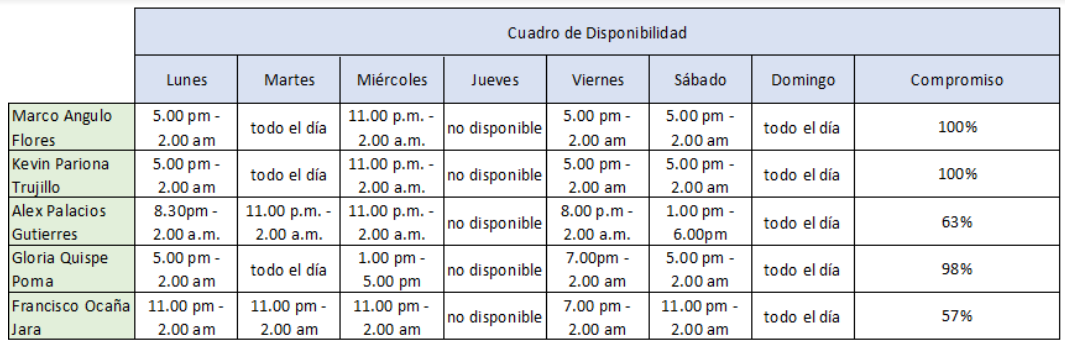 Cuadro de Disponibilidad
Lunes Martes Miércoles Jueves Viernes Sábado Domingo Compromiso
Marco Angulo Flores 5.00 pm - 2.00 am todo el día 11.00 p.m. - 2.00 a.m. no disponible 5.00 pm - 2.00 am 5.00 pm - 2.00 am todo el día 100%
Kevin Pariona Trujillo 5.00 pm - 2.00 am todo el día 11.00 p.m. - 2.00 a.m. no disponible 5.00 pm - 2.00 am 5.00 pm - 2.00 am todo el día 100%
Alex Palacios Gutierres 8.30pm - 2.00 a.m. 11.00 p.m. - 2.00 a.m. 11.00 p.m. - 2.00 a.m. no disponible 8.00 p.m - 2.00 a.m. 1.00 pm - 6.00pm todo el día 63%
Gloria Quispe Poma 5.00 pm - 2.00 am todo el día 1.00 pm - 5.00 pm no disponible 7.00pm - 2.00 am 5.00 pm - 2.00 am todo el día 98%
Francisco Ocaña Jara 11.00 pm - 2.00 am 11.00 pm - 2.00 am 11.00 pm - 2.00 am no disponible 7.00 pm - 2.00 am 11.00 pm - 2.00 am todo el día 57%